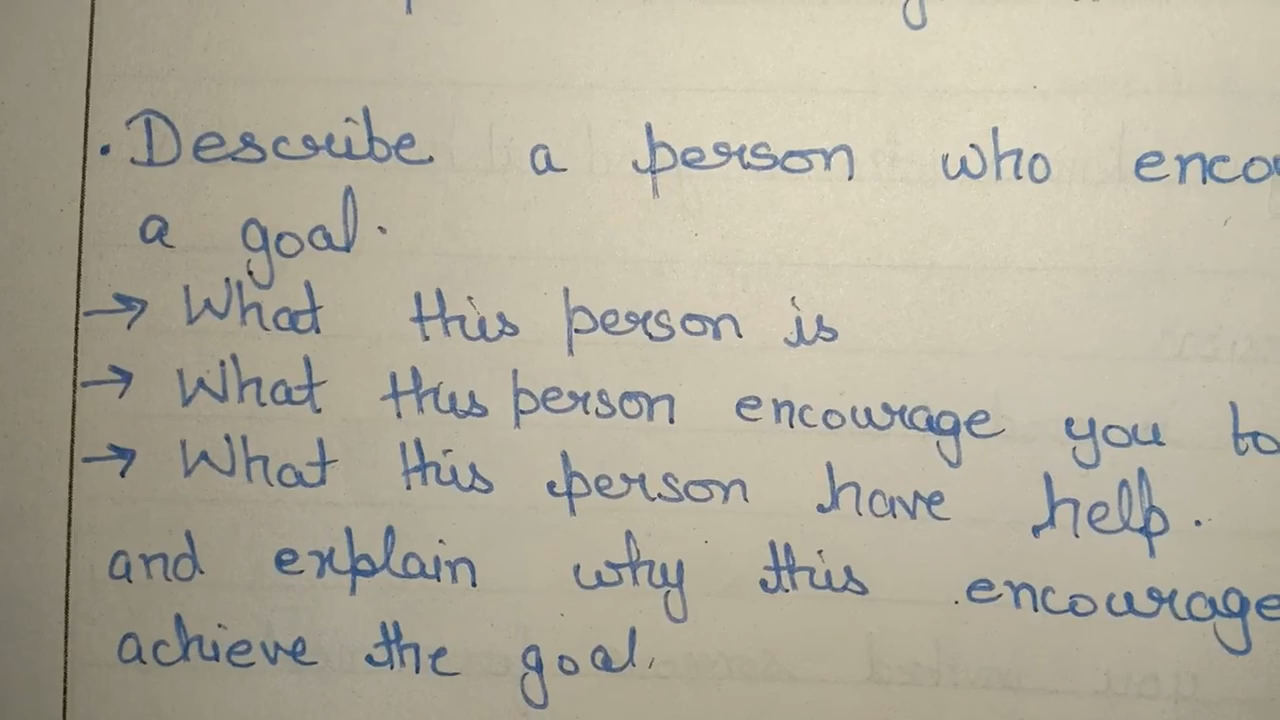 . Describe a person who enco
a goal.
→ What this person is
→ What this person encourage you to
→ What this person have help.
and explain why this encourage
achieve the goal.